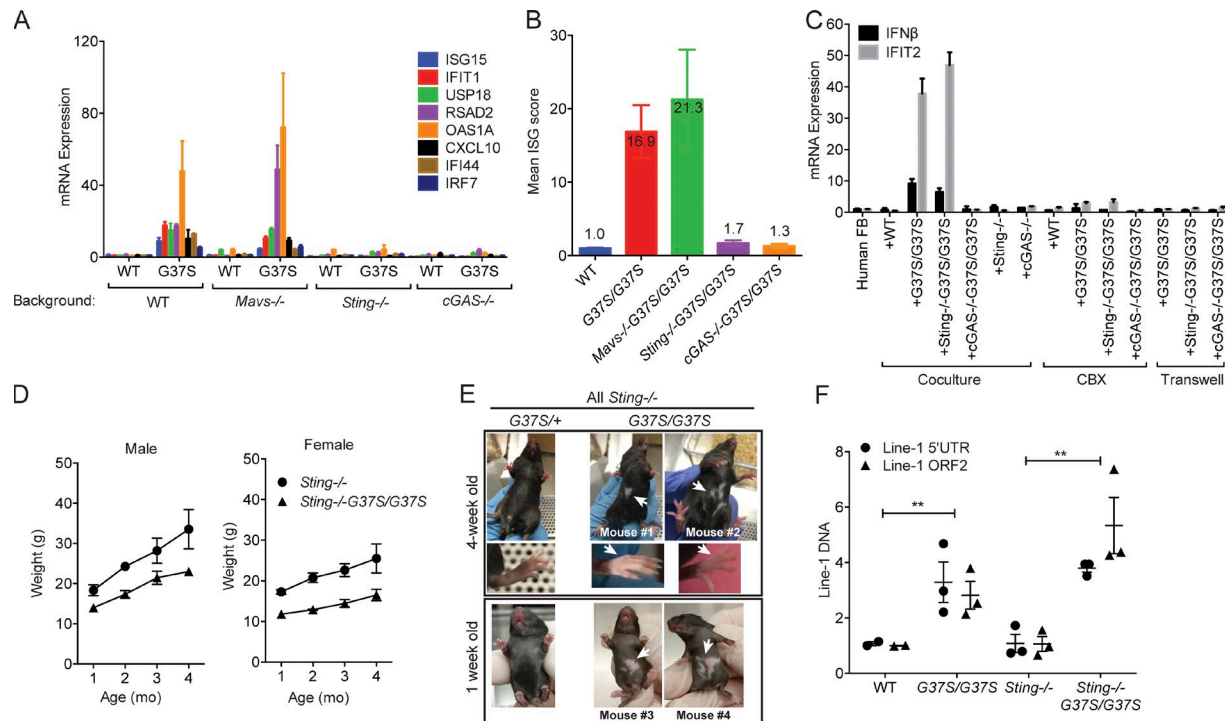 A
mRNA Expression
120
80
40
0
ISG15
IFIT1
USP18
RSAD2
OAS1A
CXCL10
IFI44
IRF7
WT G37S WT G37S WT G37S WT G37S
Background: WT Mavs-/- Sting-/- cGAS-/-
B
Mean ISG score
30
20
10
0
1.0
16.9
21.3
1.7
1.3
WT
G37S/G37S
Mavs-/-G37S/G37S
Sting-/-G37S/G37S
cGAS-/-G37S/G37S
C
mRNA Expression
60
50
40
30
20
10
0
IFNβ
IFIT2
Human FB
+WT
+G37S/G37S
+Sting-/-G37S/G37S
+cGAS-/-G37S/G37S
+Sting-/-
+cGAS-/-
+WT
+G37S/G37S
+Sting-/-G37S/G37S
+cGAS-/-G37S/G37S
+G37S/G37S
+Sting-/-G37S/G37S
+cGAS-/-G37S/G37S
Coculture CBX Transwell
D
Male
Weight (g)
50
40
30
20
10
0
1 2 3 4
Age (mo)
Female
Weight (g)
50
40
30
20
10
0
1 2 3 4
Age (mo)
Sting-/-
Sting-/-G37S/G37S
E
All Sting-/-
G37S/+ G37S/G37S
4-week old
Mouse #1 Mouse #2
1 week old
Mouse #3 Mouse #4
F
Line-1 5'UTR
Line-1 ORF2
Line-1 DNA
8
6
4
2
0
**
**
WT
G37S/G37S
Sting-/-
Sting-/-
G37S/G37S